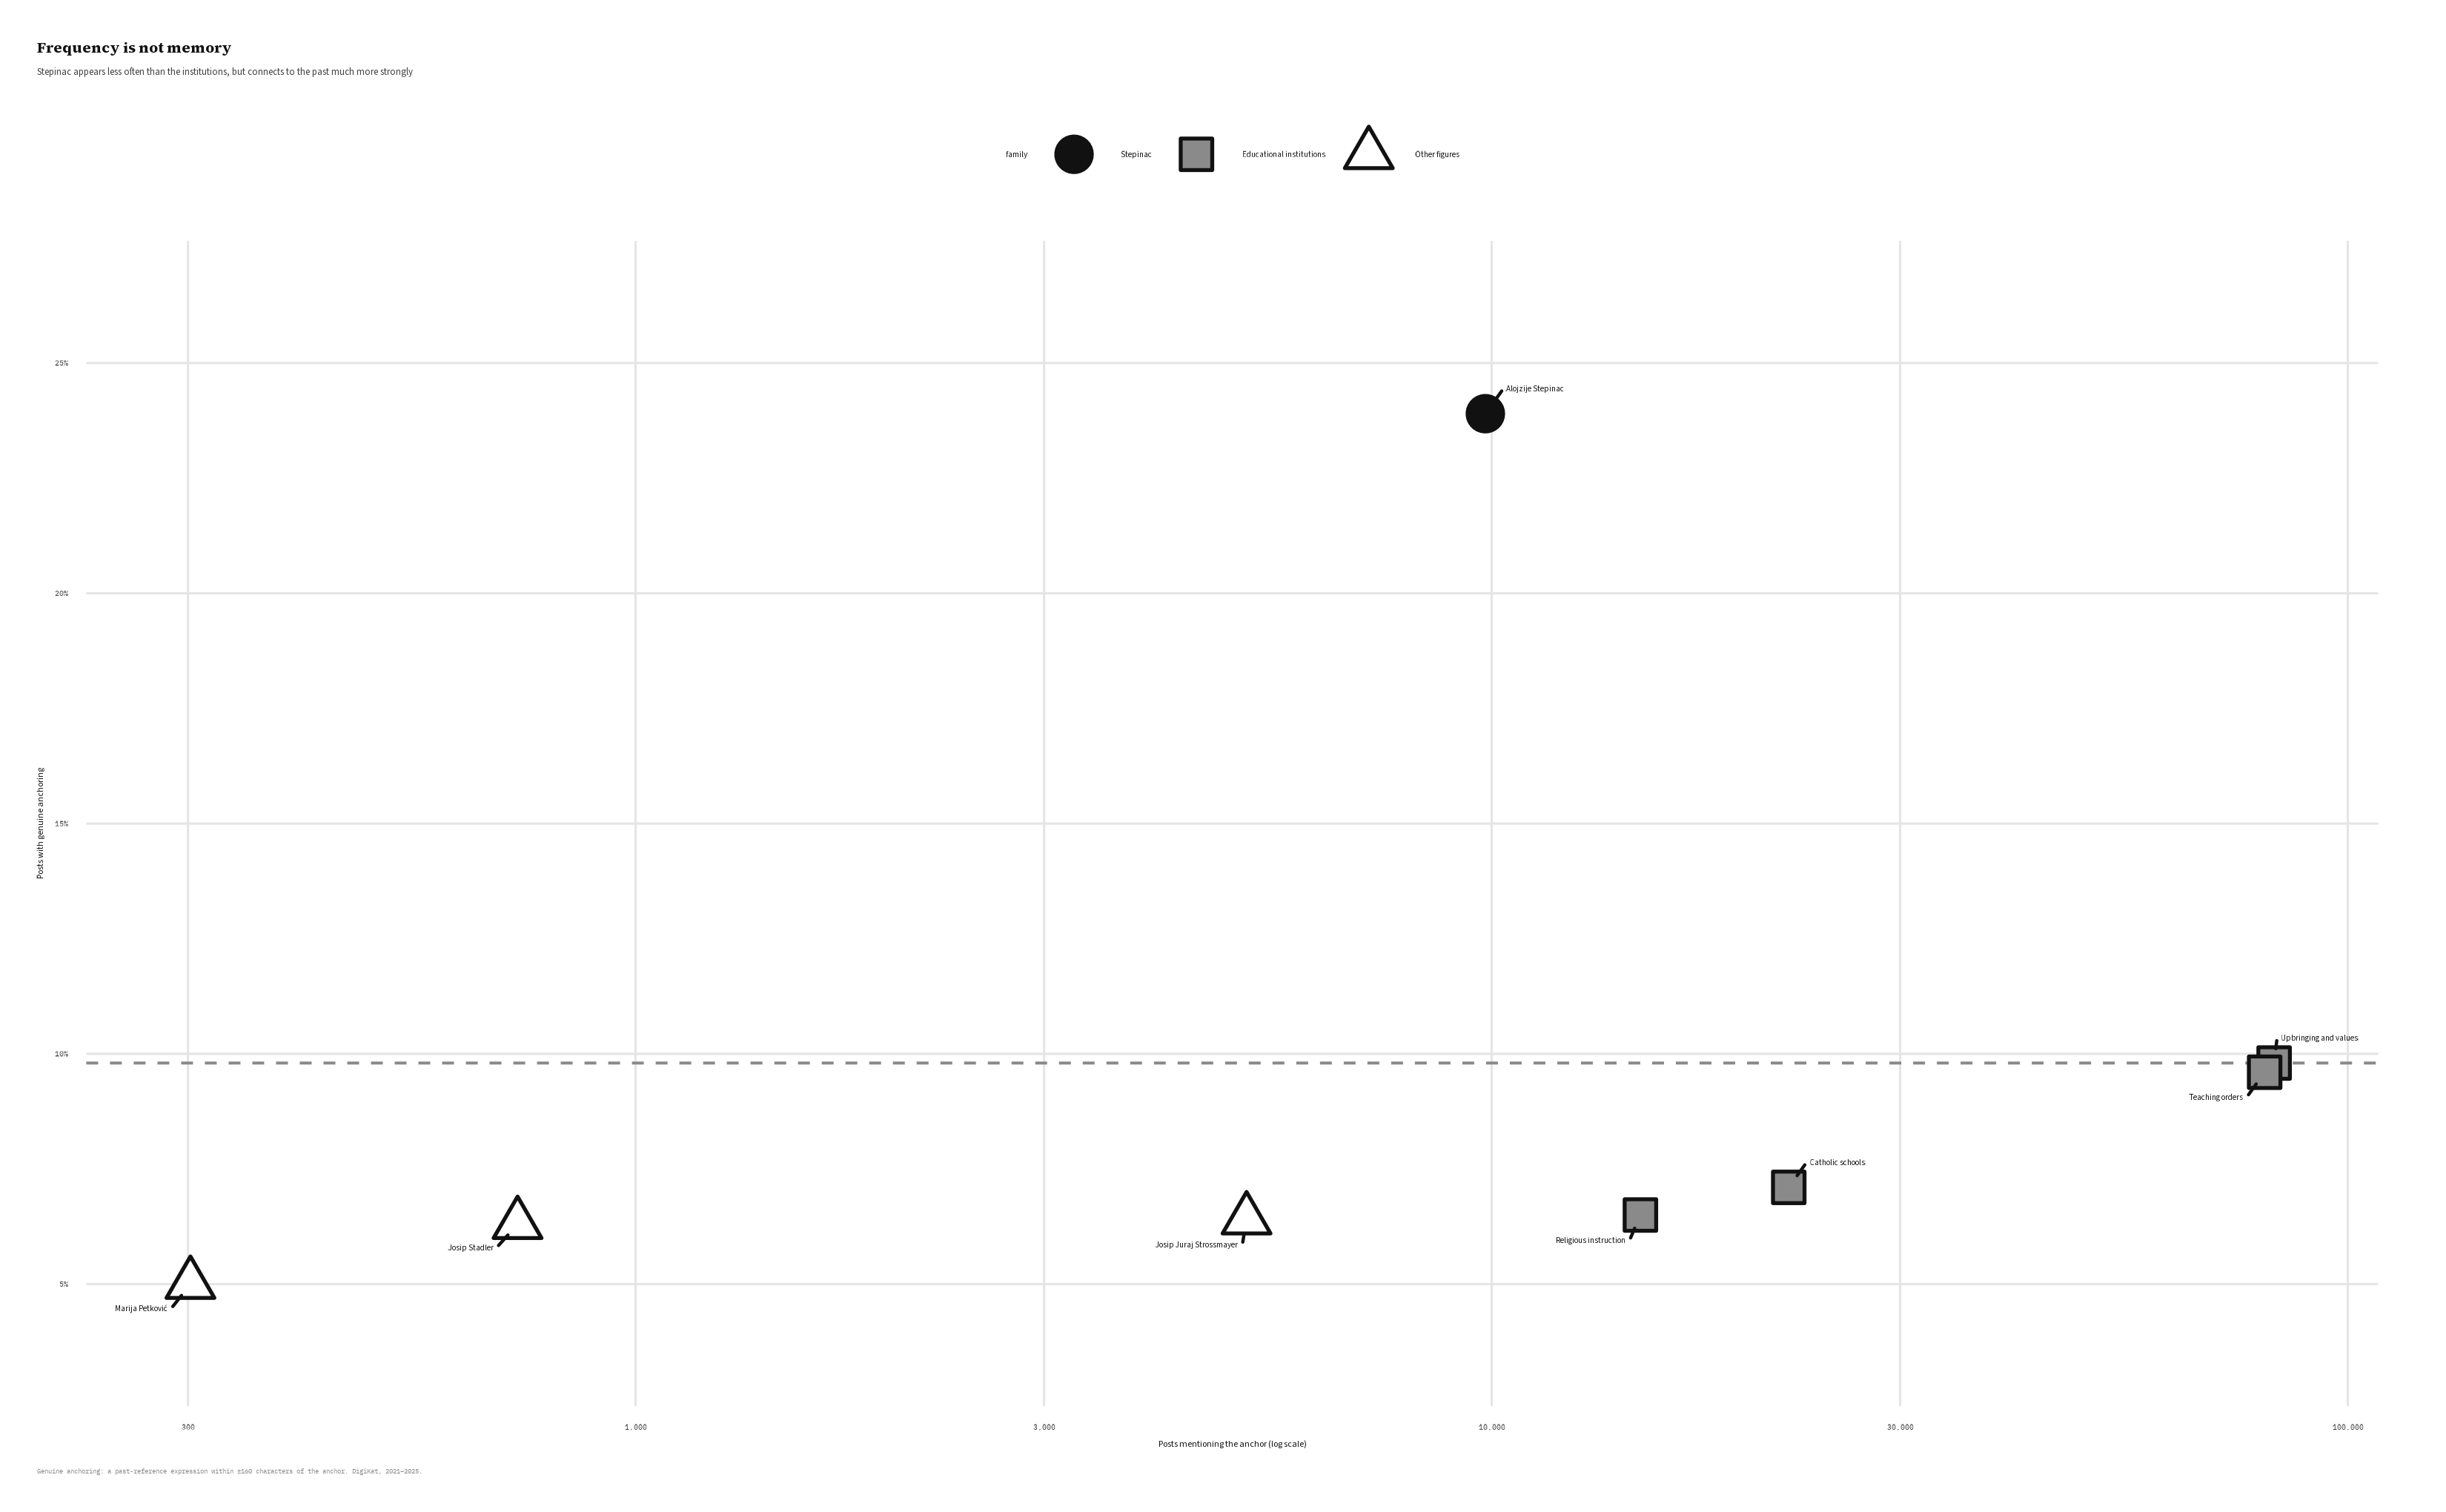 Frequency is not memory
Stepinac appears less often than the institutions, but connects to the past much more strongly
family
Stepinac
Educational institutions
Other figures
25%
20%
15%
10%
5%
Posts with genuine anchoring
Alojzije Stepinac
Upbringing and values
Teaching orders
Catholic schools
Religious instruction
Josip Juraj Strossmayer
Josip Stadler
Marija Petković
300
1.000
3.000
10.000
30.000
100.000
Posts mentioning the anchor (log scale)
Genuine anchoring: a past-reference expression within ±160 characters of the anchor. DigiKat, 2021–2025.